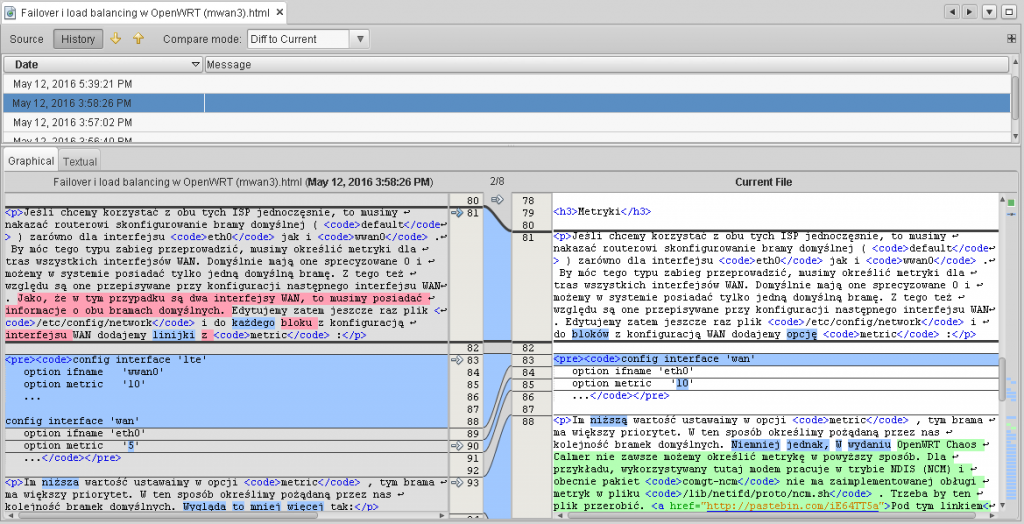 Failover i load balancing w OpenWRT (mwan3).html
Source History Compare mode: Diff to Current
Date Message
May 12, 2016 5:39:21 PM
May 12, 2016 3:58:26 PM
May 12, 2016 3:57:02 PM
May 12, 2016 3:56:40 PM
Graphical Textual
Failover i load balancing w OpenWRT (mwan3).html (May 12, 2016 3:58:26 PM) 2/8 Current File
80
81 <p>Jeśli chcemy korzystać z obu tych ISP jednocześnie, to musimy
nakazać routerowi skonfigurowanie bramy domyślnej ( <code>default</code
> ) zarówno dla interfejsu <code>eth0</code> jak i <code>wwan0</code> .
By móc tego typu zabieg przeprowadzić, musimy określić metryki dla
tras wszystkich interfejsów WAN. Domyślnie mają one sprecyzowane 0 i
możemy w systemie posiadać tylko jedną domyślną bramę. Z tego też
względu są one przepisywane przy konfiguracji następnego interfejsu WAN
. Jako, że w tym przypadku są dwa interfejsy WAN, to musimy posiadać
informacje o obu bramach domyślnych. Edytujemy zatem jeszcze raz plik <
code>/etc/config/network</code> i do każdego bloku z konfiguracją
interfejsu WAN dodajemy linijki z <code>metric</code> :</p>
82
83 <pre><code>config interface 'lte'
84 option ifname 'wwan0'
85 option metric '10'
86 ...
87
88 config interface 'wan'
89 option ifname 'eth0'
90 option metric '5'
91 ...</code></pre>
92
93 <p>Im niższa wartość ustawaimy w opcji <code>metric</code> , tym brama
ma większy priorytet. W ten sposób określimy pożądaną przez nas
kolejność bramek domyślnych. Wygląda to mniej więcej tak:</p>
78
79 <h3>Metryki</h3>
80
81 <p>Jeśli chcemy korzystać z obu tych ISP jednocześnie, to musimy
nakazać routerowi skonfigurowanie bramy domyślnej ( <code>default</code
> ) zarówno dla interfejsu <code>eth0</code> jak i <code>wwan0</code> .
By móc tego typu zabieg przeprowadzić, musimy określić metryki dla
tras wszystkich interfejsów WAN. Domyślnie mają one sprecyzowane 0 i
możemy w systemie posiadać tylko jedną domyślną bramę. Z tego też
względu są one przepisywane przy konfiguracji następnego interfejsu WAN
. Edytujemy zatem jeszcze raz plik <code>/etc/config/network</code> i
do bloków z konfiguracją WAN dodajemy opcję <code>metric</code> :</p>
82
83 <pre><code>config interface 'wan'
84 option ifname 'eth0'
85 option metric '10'
86 ...</code></pre>
87
88 <p>Im niższą wartość ustawaimy w opcji <code>metric</code> , tym brama
ma większy priorytet. W ten sposób określimy pożądaną przez nas
kolejność bramek domyślnych. Niemniej jednak, W wydaniu OpenWRT Chaos
Calmer nie zawsze możemy określić metrykę w powyższy sposób. Dla
przykładu, wykorzystywany tutaj modem pracuje w trybie NDIS (NCM) i
obecnie pakiet <code>comgt-ncm</code> nie ma zaimplementowanej obługi
metryk w pliku <code>/lib/netifd/proto/ncm.sh</code> . Trzeba by ten
plik przerobić. <a href="http://pastebin.com/iE64TT5a">Pod tym linkiem<